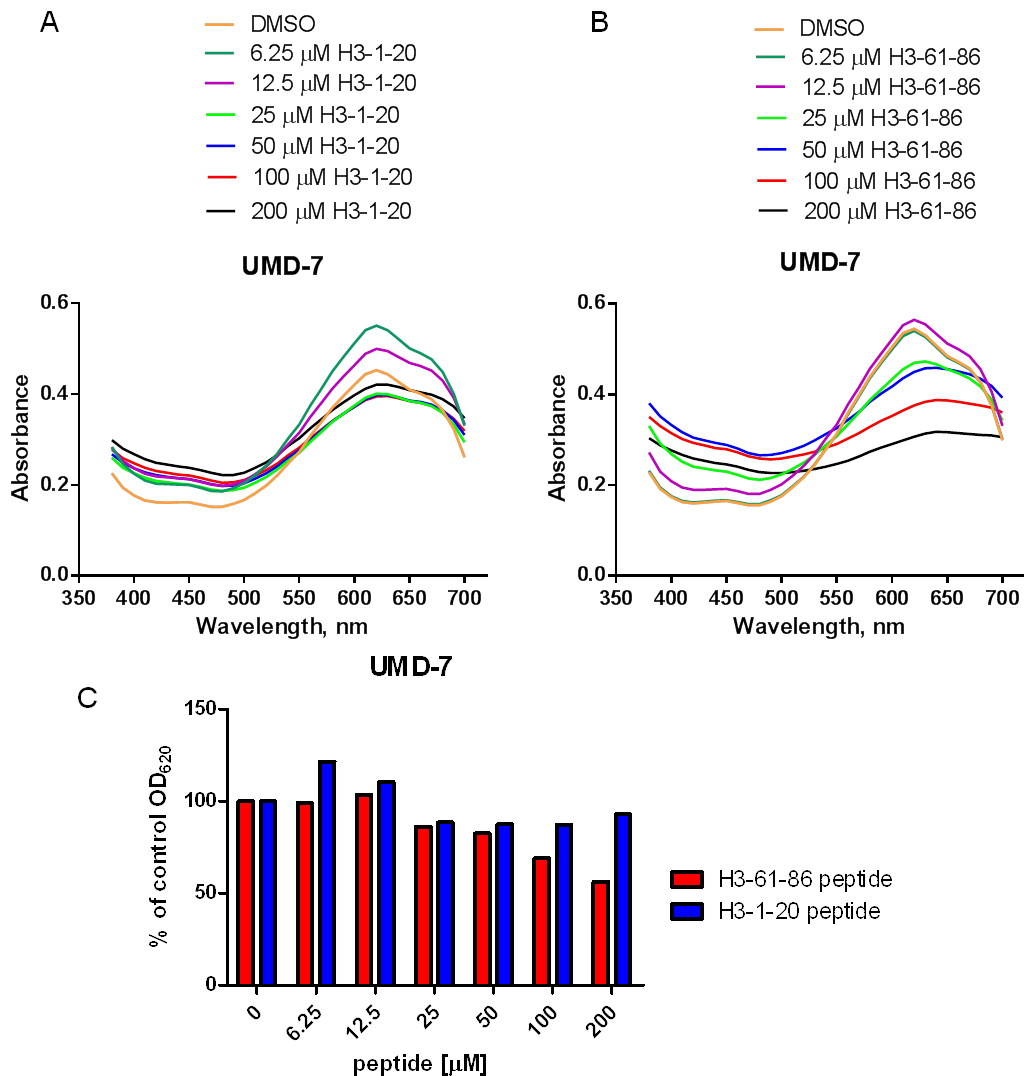 A
DMSO
6.25 μM H3-1-20
12.5 μM H3-1-20
25 μM H3-1-20
50 μM H3-1-20
100 μM H3-1-20
200 μM H3-1-20
UMD-7
0.6
0.4
0.2
0.0
Absorbance
350 400 450 500 550 600 650 700
Wavelength, nm
B
DMSO
6.25 μM H3-61-86
12.5 μM H3-61-86
25 μM H3-61-86
50 μM H3-61-86
100 μM H3-61-86
200 μM H3-61-86
UMD-7
0.6
0.4
0.2
0.0
Absorbance
350 400 450 500 550 600 650 700
Wavelength, nm
UMD-7
C
150
100
50
0
% of control OD620
0 6.25 12.5 25 50 100 200
peptide [μM]
H3-61-86 peptide
H3-1-20 peptide